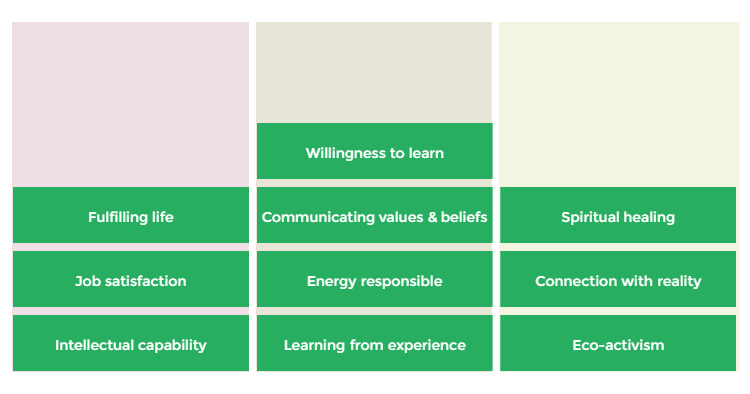 Willingness to learn
Fulfilling life
Communicating values & beliefs
Spiritual healing
Job satisfaction
Energy responsible
Connection with reality
Intellectual capability
Learning from experience
Eco-activism